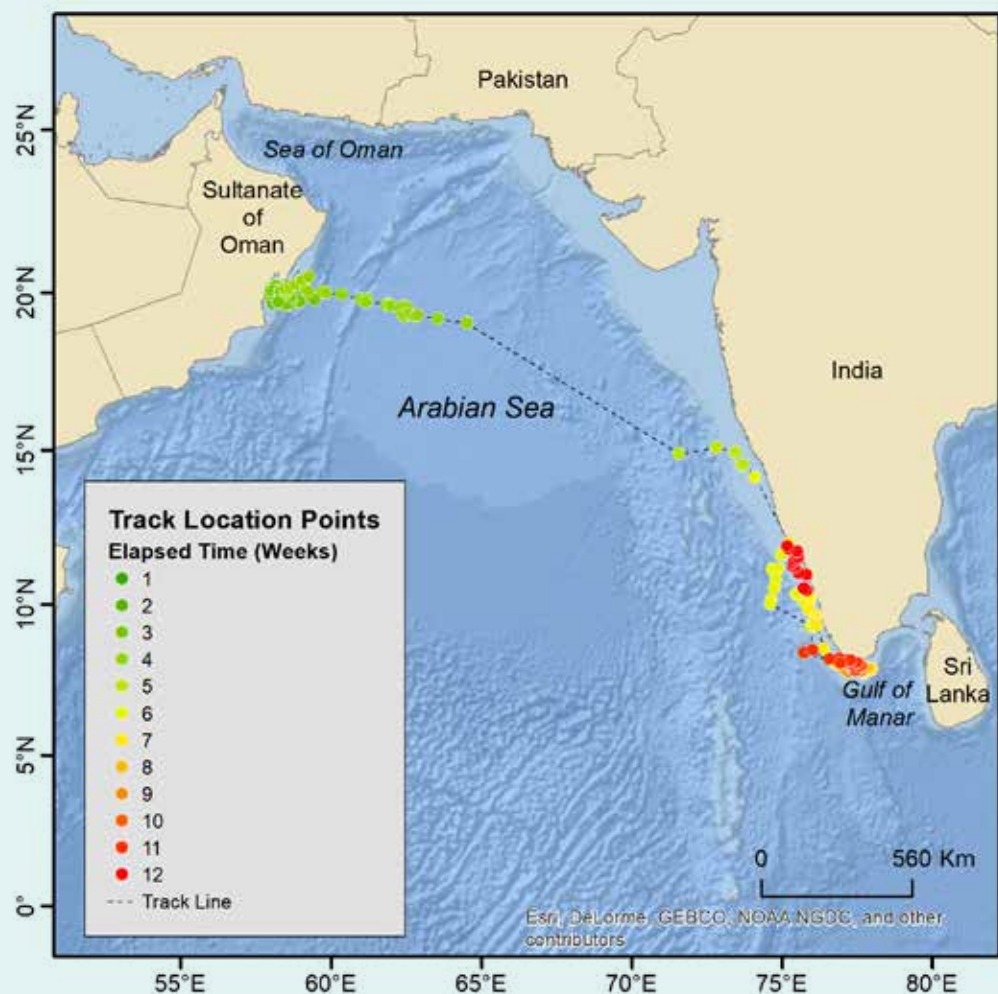 Pakistan
Sea of Oman
Sultanate
of
Oman
India
Arabian Sea
Sri
Lanka
Gulf of
Manar
25°N
20°N
15°N
10°N
5°N
0°
Track Location Points
Elapsed Time (Weeks)
1
2
3
4
5
6
7
8
9
10
11
12
Track Line
0 560 Km
Esri, DeLorme, GEBCO, NOAA NGDC, and other
contributors
55°E 60°E 65°E 70°E 75°E 80°E